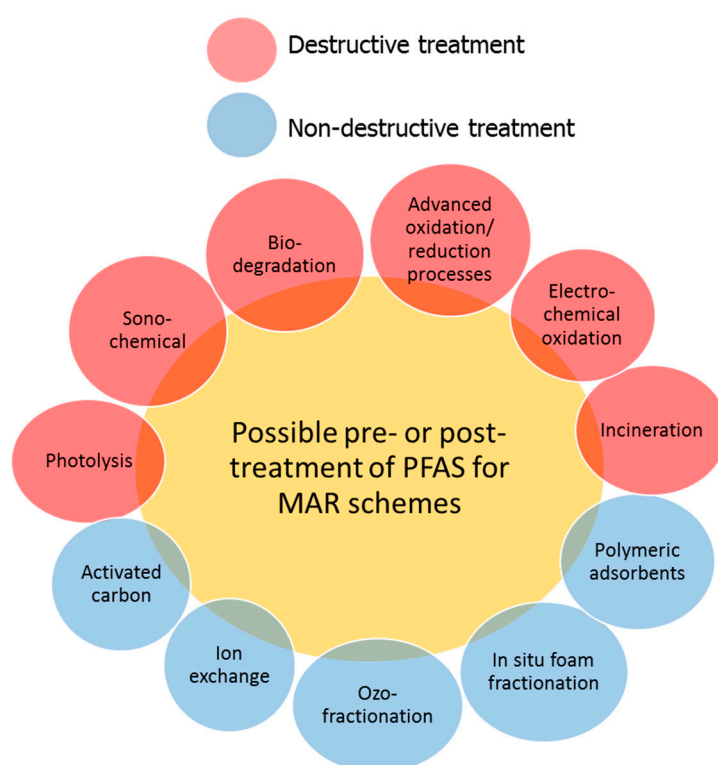 Destructive treatment
Non-destructive treatment
Advanced
oxidation/
reduction
processes
Bio-
degradation
Electro-
chemical
oxidation
Sono-
chemical
Incineration
Possible pre- or post-
treatment of PFAS for
MAR schemes
Photolysis
Polymeric
adsorbents
Activated
carbon
Ion
exchange
In situ foam
fractionation
Ozo-
fractionation